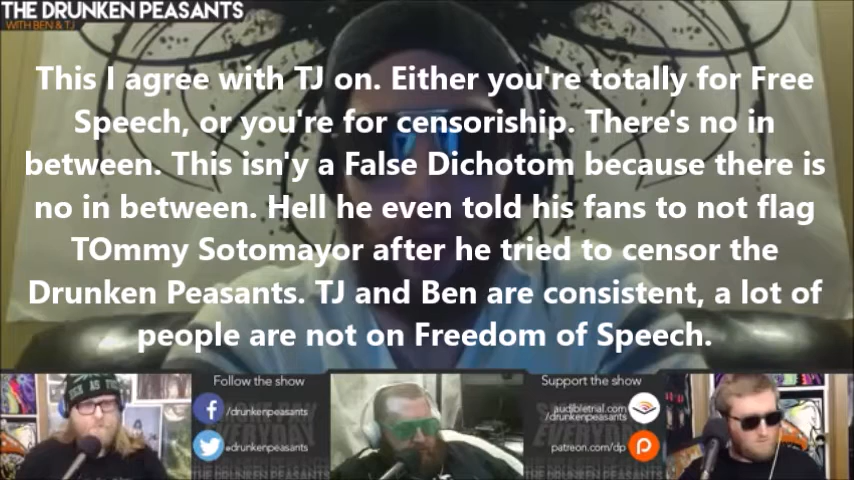 THE DRUNKEN PEASANTS
WITH BEN & TJ
This I agree with TJ on. Either you're totally for Free
Speech, or you're for censoriship. There's no in
between. This isn'y a False Dichotom because there is
no in between. Hell he even told his fans to not flag
TOmmy Sotomayor after he tried to censor the
Drunken Peasants. TJ and Ben are consistent, a lot of
people are not on Freedom of Speech.
Follow the show
/drunkenpeasants
@drunkenpeasants
Support the show
audibletrial.com
/drunkenpeasants
patreon.com/dp
THE DRUNKEN PEASANTS